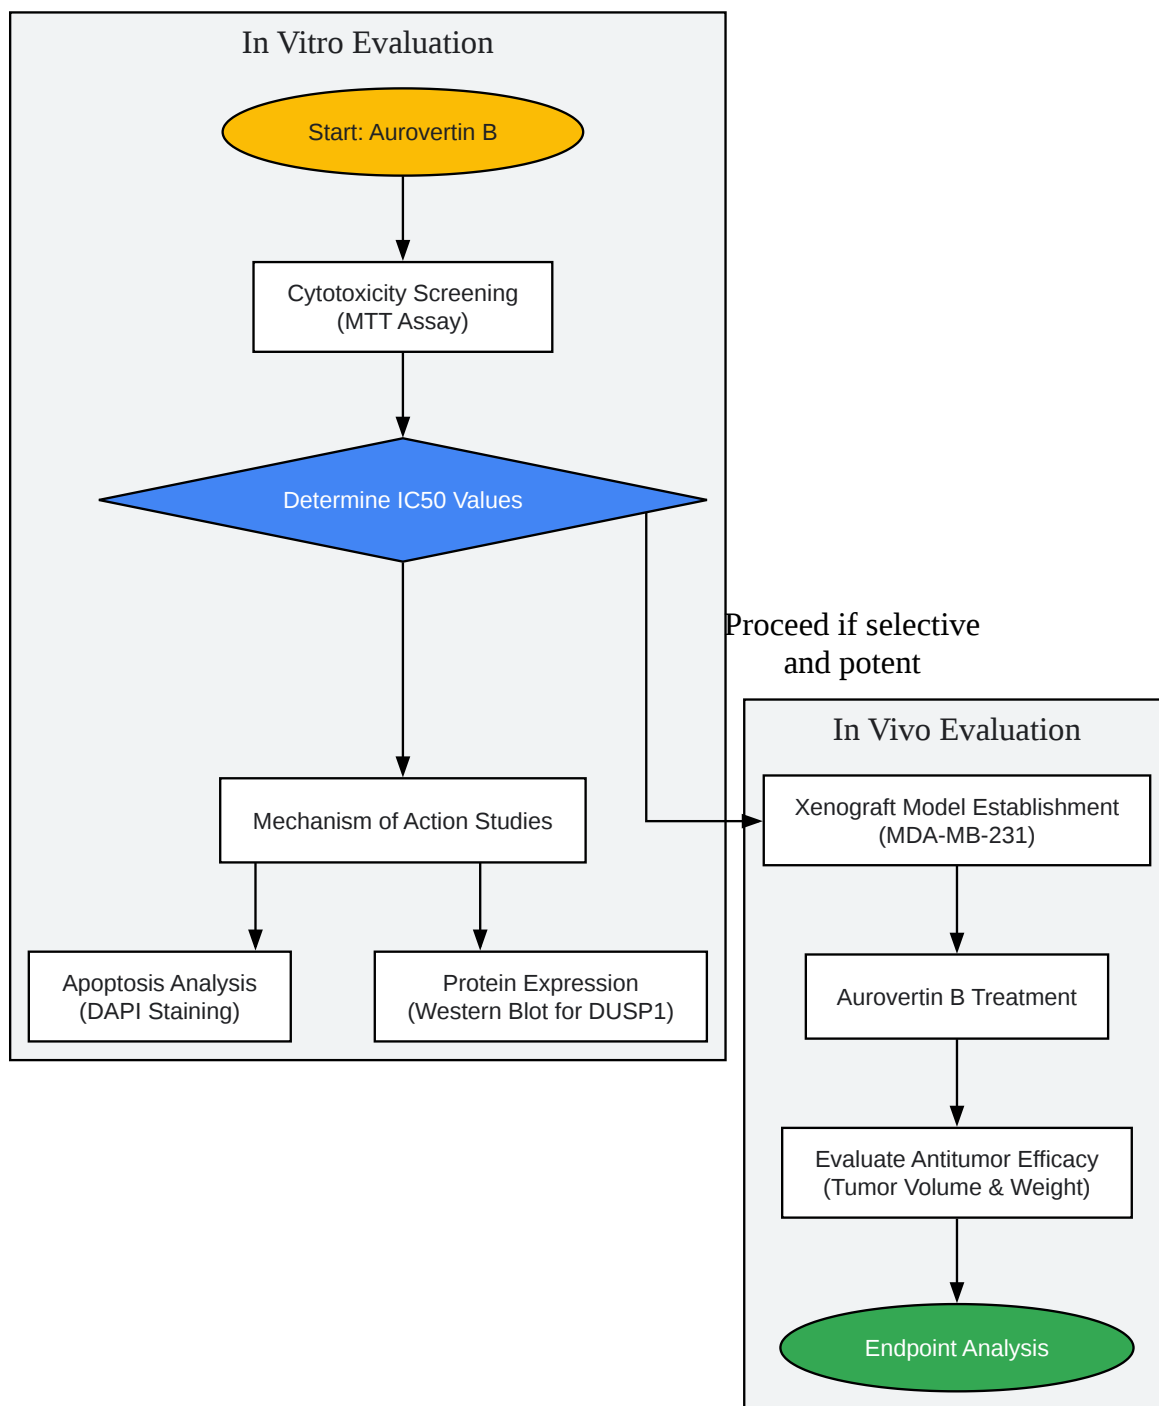 In Vitro Evaluation
Start: Aurovertin B
Cytotoxicity Screening
(MTT Assay)
Determine IC50 Values
Proceed if selective
and potent
Mechanism of Action Studies
Apoptosis Analysis
(DAPI Staining)
Protein Expression
(Western Blot for DUSP1)
In Vivo Evaluation
Xenograft Model Establishment
(MDA-MB-231)
Aurovertin B Treatment
Evaluate Antitumor Efficacy
(Tumor Volume & Weight)
Endpoint Analysis